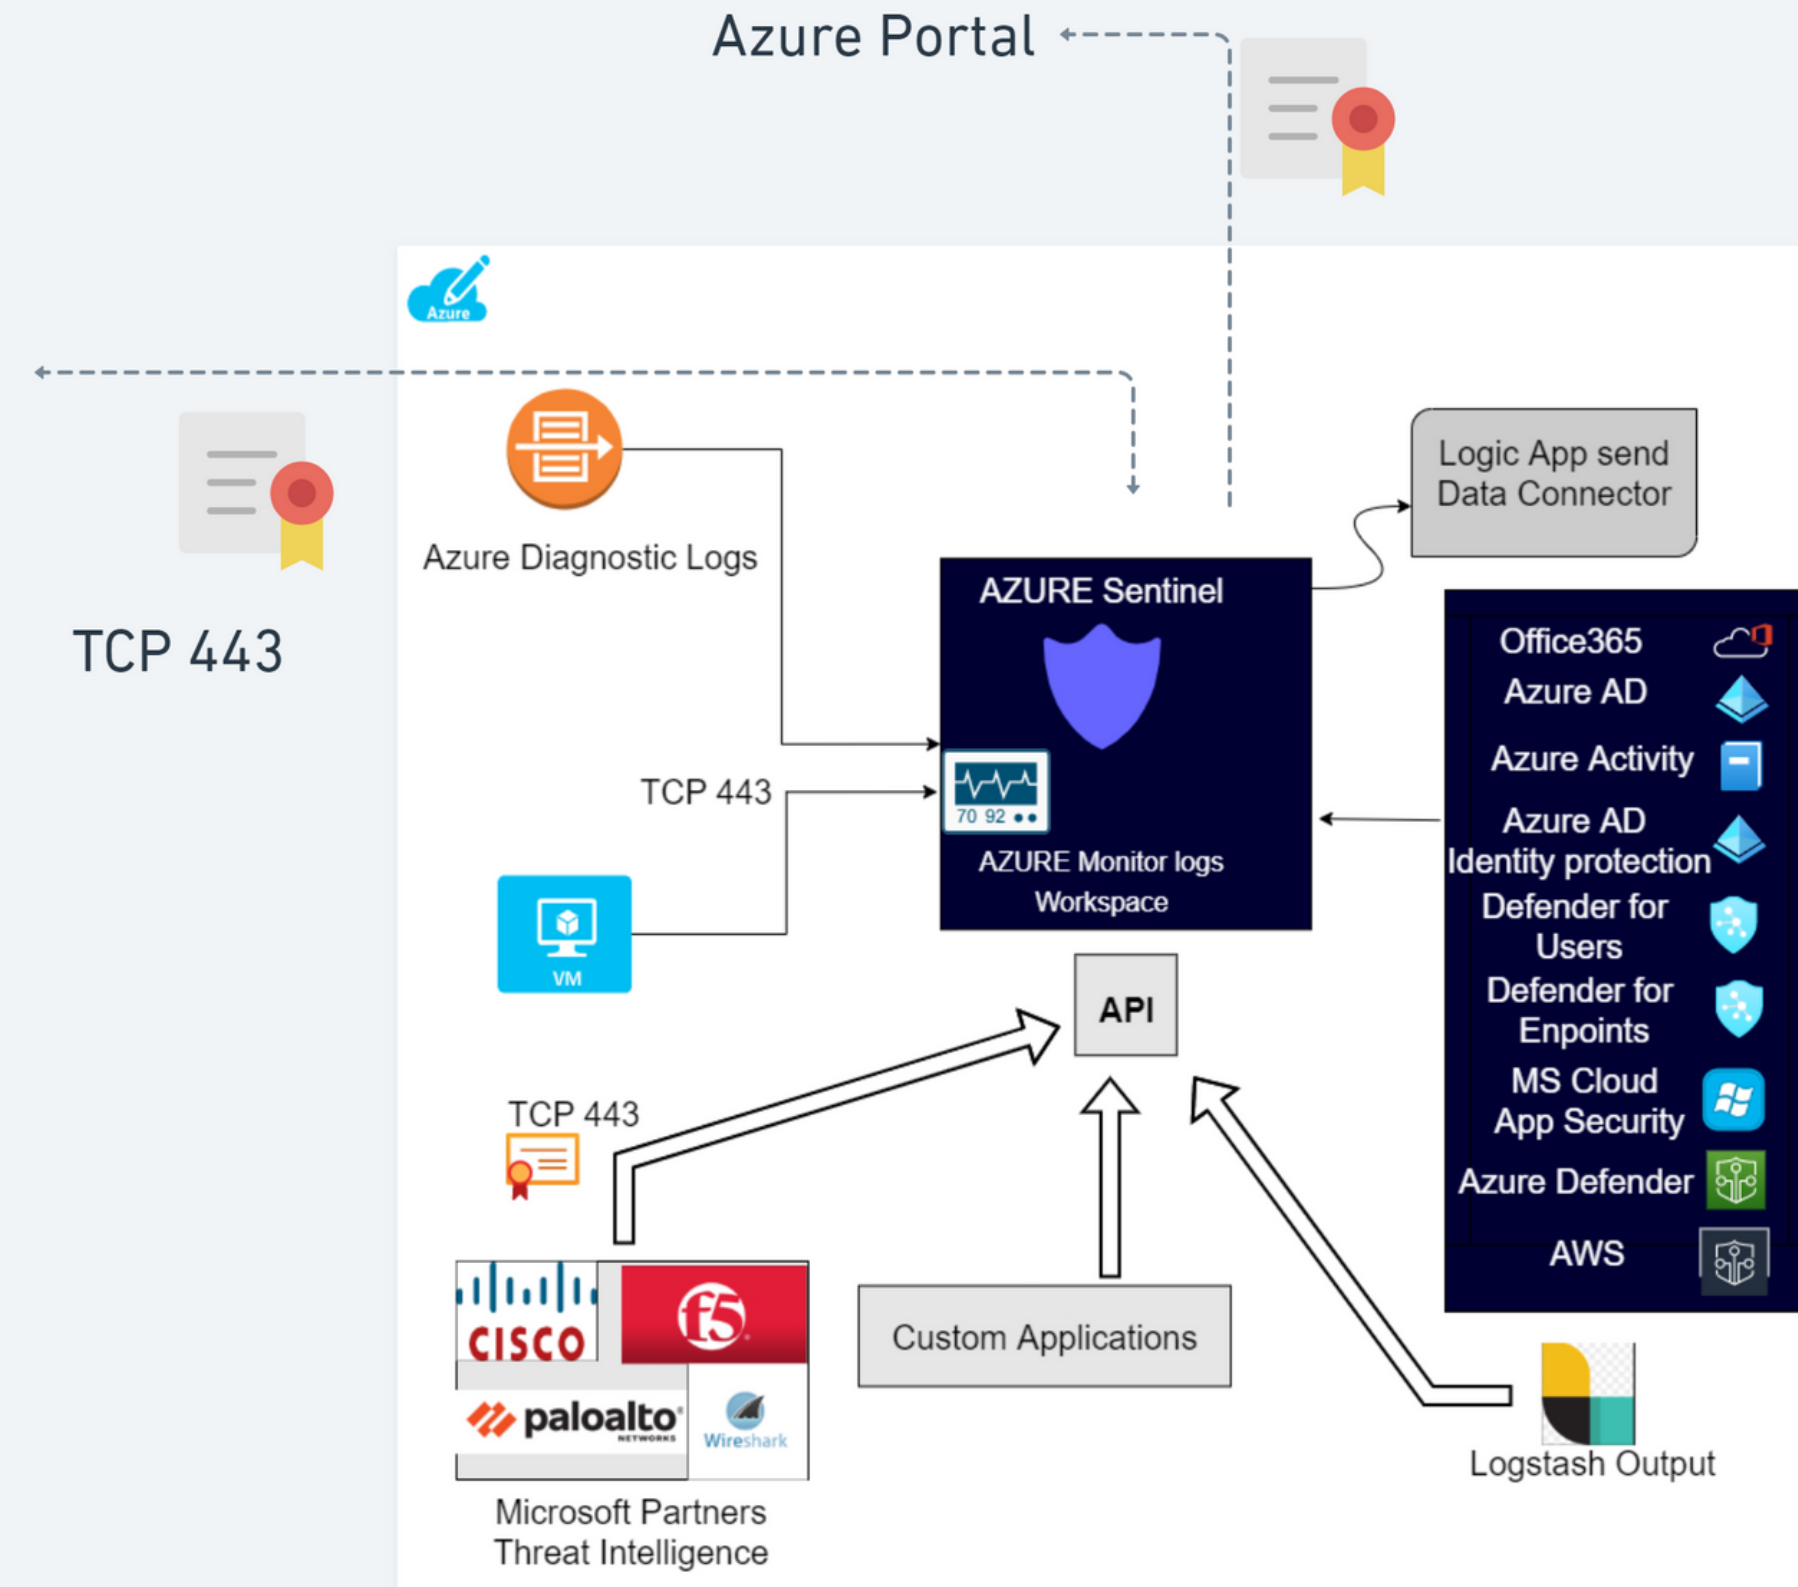 Azure Portal
Azure
TCP 443
Azure Diagnostic Logs
Logic App send
Data Connector
AZURE Sentinel
70 92
AZURE Monitor logs
Workspace
TCP 443
VM
API
TCP 443
CISCO
f5
paloalto
NETWORKS
Wireshark
Microsoft Partners
Threat Intelligence
Custom Applications
Office365
Azure AD
Azure Activity
Azure AD
Identity protection
Defender for
Users
Defender for
Enpoints
MS Cloud
App Security
Azure Defender
AWS
Logstash Output